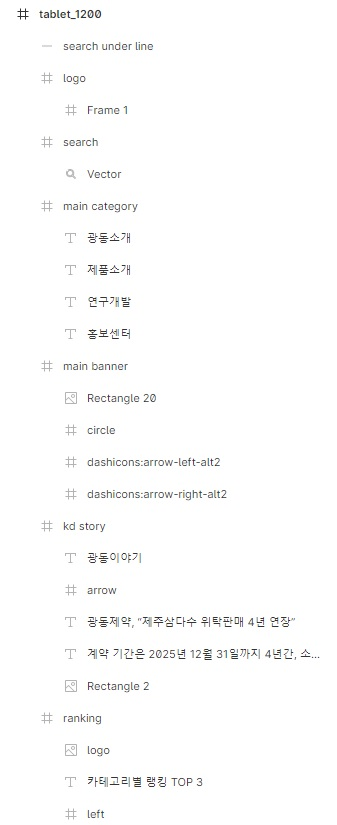 tablet_1200
search under line
logo
Frame 1
search
Vector
main category
광동소개
제품소개
연구개발
홍보센터
main banner
Rectangle 20
circle
dashicons:arrow-left-alt2
dashicons:arrow-right-alt2
kd story
광동이야기
arrow
광동제약, “제주삼다수 위탁판매 4년 연장”
계약 기간은 2025년 12월 31일까지 4년간, 소...
Rectangle 2
ranking
logo
카테고리별 랭킹 TOP 3
left